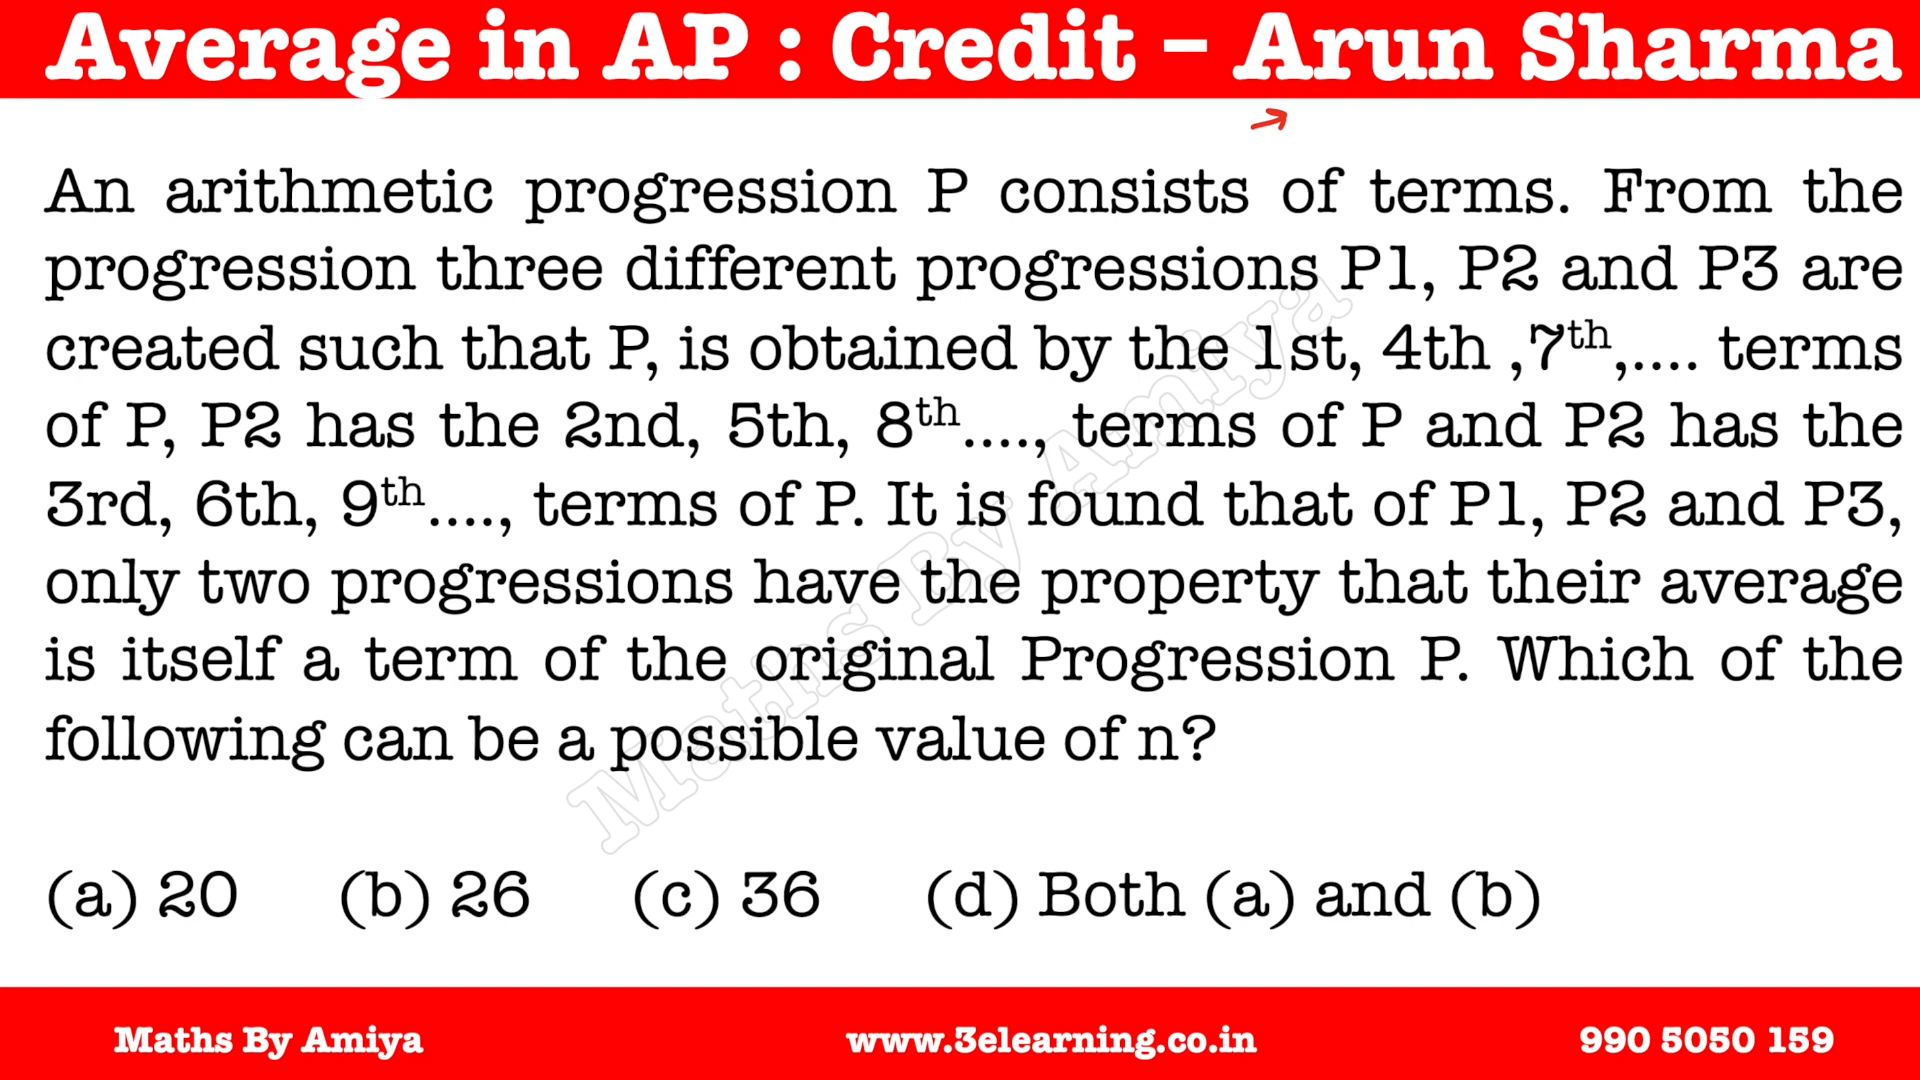 Average in AP : Credit – Arun Sharma
An arithmetic progression P consists of terms. From the
progression three different progressions P1, P2 and P3 are
created such that P, is obtained by the 1st, 4th ,7th,.... terms
of P, P2 has the 2nd, 5th, 8th...., terms of P and P2 has the
3rd, 6th, 9th...., terms of P. It is found that of P1, P2 and P3,
only two progressions have the property that their average
is itself a term of the original Progression P. Which of the
following can be a possible value of n?
Maths By Amiya
(a) 20 (b) 26 (c) 36 (d) Both (a) and (b)
Maths By Amiya www.3elearning.co.in 990 5050 159